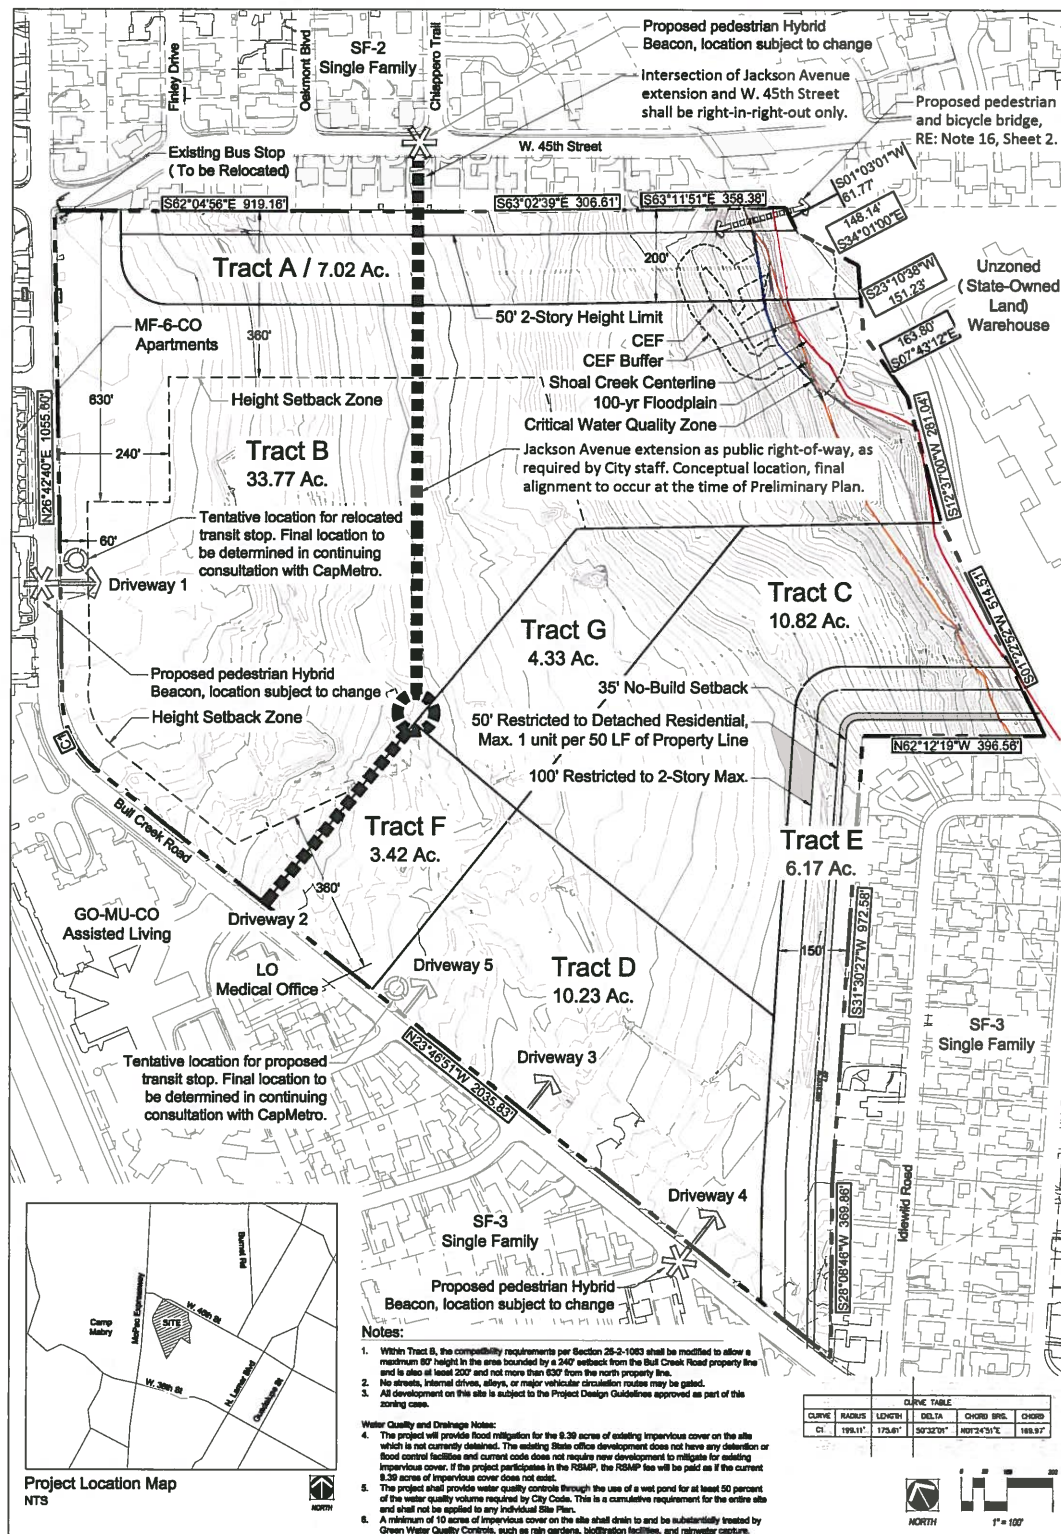 Proposed pedestrian Hybrid
Beacon, location subject to change
SF-2
Single Family
Finley Drive
Oakmont Blvd
Chiappero Trail
Intersection of Jackson Avenue
extension and W. 45th Street
shall be right-in-right-out only.
Proposed pedestrian
and bicycle bridge,
RE: Note 16, Sheet 2.
W. 45th Street
Existing Bus Stop
( To be Relocated)
S62°04'56"E 919.16'
S63°02'39"E 306.61'
S63°11'51"E 358.38'
S01°03'01"W
61.77'
148.14'
S34°01'00"E
S23°10'38"W
151.23'
163.80'
S07°43'12"E
Unzoned
( State-Owned
Land)
Warehouse
Tract A / 7.02 Ac.
200'
50' 2-Story Height Limit
MF-6-CO
Apartments
360'
CEF
CEF Buffer
Shoal Creek Centerline
100-yr Floodplain
Critical Water Quality Zone
Height Setback Zone
630'
240'
N26°42'40"E 1055.60'
S12°37'00"W 281.04'
Tract B
33.77 Ac.
Jackson Avenue extension as public right-of-way, as
required by City staff. Conceptual location, final
alignment to occur at the time of Preliminary Plan.
Tentative location for relocated
transit stop. Final location to
be determined in continuing
consultation with CapMetro.
60'
Driveway 1
Tract C
10.82 Ac.
S01°22'52"W 514.51'
Tract G
4.33 Ac.
Proposed pedestrian Hybrid
Beacon, location subject to change
Height Setback Zone
35' No-Build Setback
50' Restricted to Detached Residential,
Max. 1 unit per 50 LF of Property Line
100' Restricted to 2-Story Max.
N62°12'19"W 396.56'
C1
Bull Creek Road
Tract F
3.42 Ac.
Tract E
6.17 Ac.
360'
GO-MU-CO
Assisted Living
Driveway 2
LO
Medical Office
Driveway 5
Tract D
10.23 Ac.
150'
S31°30'27"W 972.58'
SF-3
Single Family
Tentative location for proposed
transit stop. Final location to
be determined in continuing
consultation with CapMetro.
N23°46'51"W 2035.83'
Driveway 3
Driveway 4
SF-3
Single Family
Idlewild Road
S28°08'46"W 369.86'
Proposed pedestrian Hybrid
Beacon, location subject to change
Burnet Rd
MoPac Expressway
W. 45th St
SITE
Camp
Mabry
W. 38th St
N. Lamar Blvd
Guadalupe St
Project Location Map
NTS
NORTH
Notes:
1. Within Tract B, the compatibility requirements per Section 25-2-1063 shall be modified to allow a
maximum 60' height in the area bounded by a 240' setback from the Bull Creek Road property line
and is also at least 200' and not more than 630' from the north property line.
2. No streets, internal drives, alleys, or major vehicular circulation routes may be gated.
3. All development on this site is subject to the Project Design Guidelines approved as part of this
zoning case.
Water Quality and Drainage Notes:
4. The project will provide flood mitigation for the 9.39 acres of existing impervious cover on the site
which is not currently detained. The existing State office development does not have any detention or
flood control facilities and current code does not require new development to mitigate for existing
impervious cover. If the project participates in the RSMP, the RSMP fee will be paid as if the current
9.39 acres of impervious cover does not exist.
5. The project shall provide water quality controls through the use of a wet pond for at least 50 percent
of the water quality volume required by City Code. This is a cumulative requirement for the entire site
and shall not be applied to any individual Site Plan.
6. A minimum of 10 acres of impervious cover on the site shall drain to and be substantially treated by
Green Water Quality Controls, such as rain gardens, biofiltration facilities, and rainwater capture.
CURVE TABLE
CURVE RADIUS LENGTH DELTA CHORD BRG. CHORD
C1 199.11' 175.61' 50°32'01" N01°24'51"E 169.97'
NORTH
1" = 100'